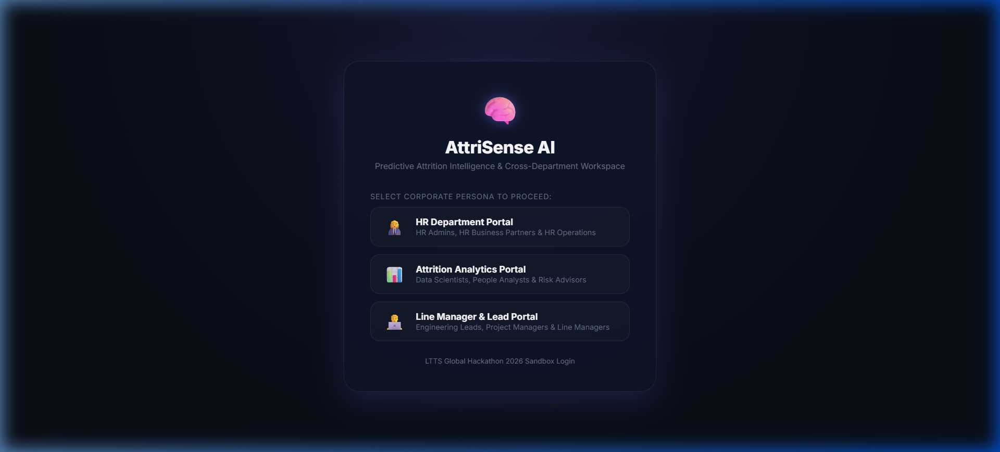 AttriSense AI
Predictive Attrition Intelligence & Cross-Department Workspace
SELECT CORPORATE PERSONA TO PROCEED:
HR Department Portal
HR Admins, HR Business Partners & HR Operations
Attrition Analytics Portal
Data Scientists, People Analysts & Risk Advisors
Line Manager & Lead Portal
Engineering Leads, Project Managers & Line Managers
LTTS Global Hackathon 2026 Sandbox Login